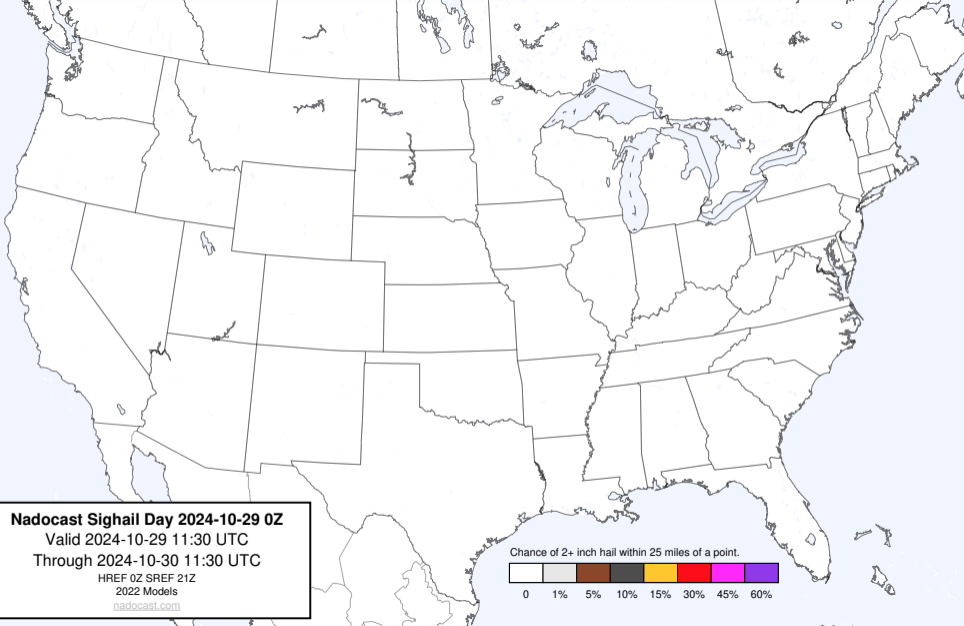 Nadocast Sighail Day 2024-10-29 0Z
Valid 2024-10-29 11:30 UTC
Through 2024-10-30 11:30 UTC
HREF 0Z SREF 21Z
2022 Models
nadocast.com
Chance of 2+ inch hail within 25 miles of a point.
0 1% 5% 10% 15% 30% 45% 60%